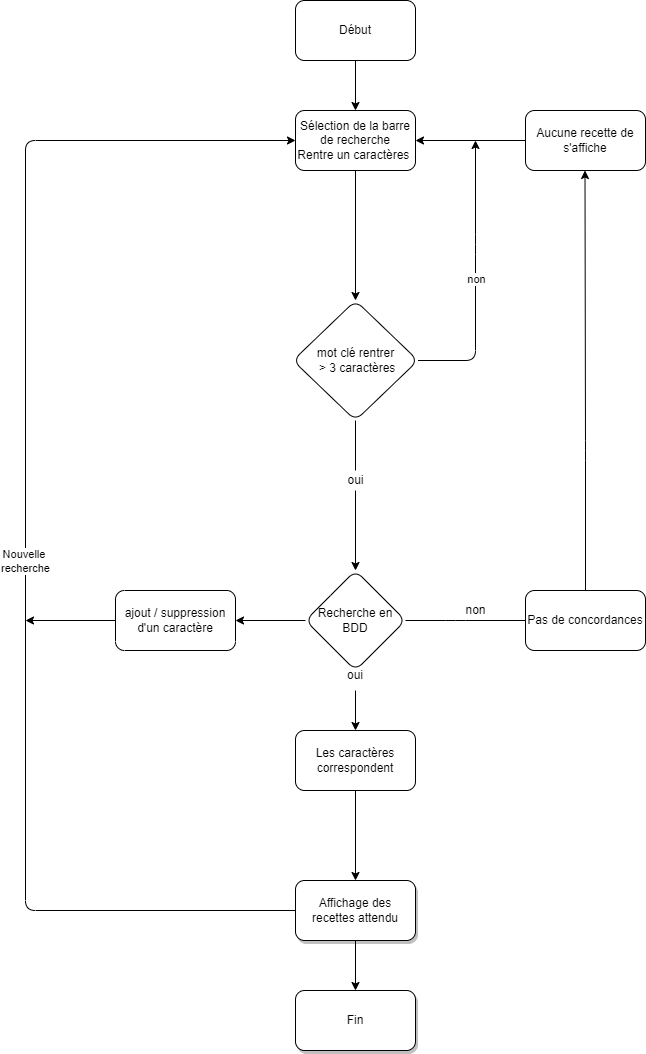 Début
Sélection de la barre
de recherche
Rentre un caractères
Aucune recette de
s'affiche
non
mot clé rentrer
> 3 caractères
oui
Nouvelle
recherche
ajout / suppression
d'un caractère
Recherche en
BDD
non
Pas de concordances
oui
Les caractères
correspondent
Affichage des
recettes attendu
Fin